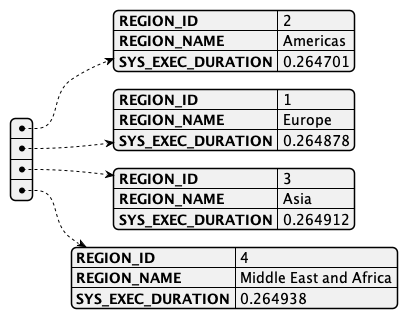 REGION_ID 2
REGION_NAME Americas
SYS_EXEC_DURATION 0.264701
REGION_ID 1
REGION_NAME Europe
SYS_EXEC_DURATION 0.264878
REGION_ID 3
REGION_NAME Asia
SYS_EXEC_DURATION 0.264912
REGION_ID 4
REGION_NAME Middle East and Africa
SYS_EXEC_DURATION 0.264938